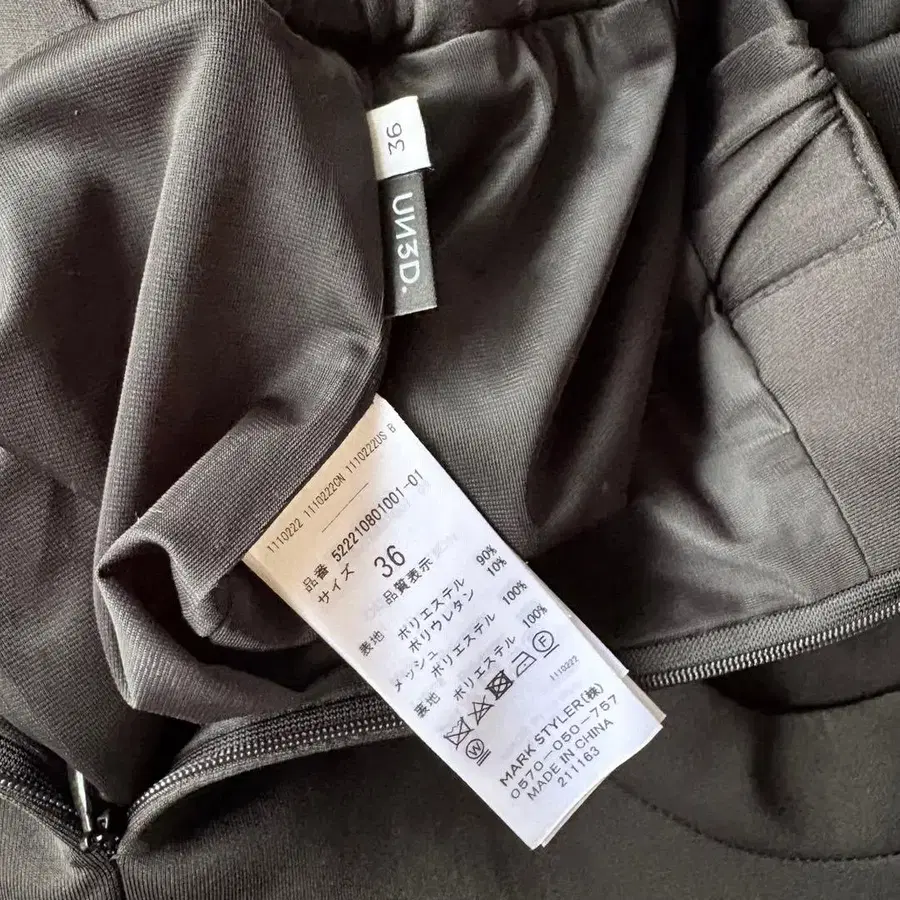 36
UN3D.
1110222 1110222CN 1110222US B
品番 522210801001-01
サイズ 36
品質表示
表地 ポリエステル 90%
ポリウレタン 10%
メッシュ ポリエステル 100%
裏地 ポリエステル 100%
1110222
MARK STYLER(株)
0570-050-757
MADE IN CHINA
211163